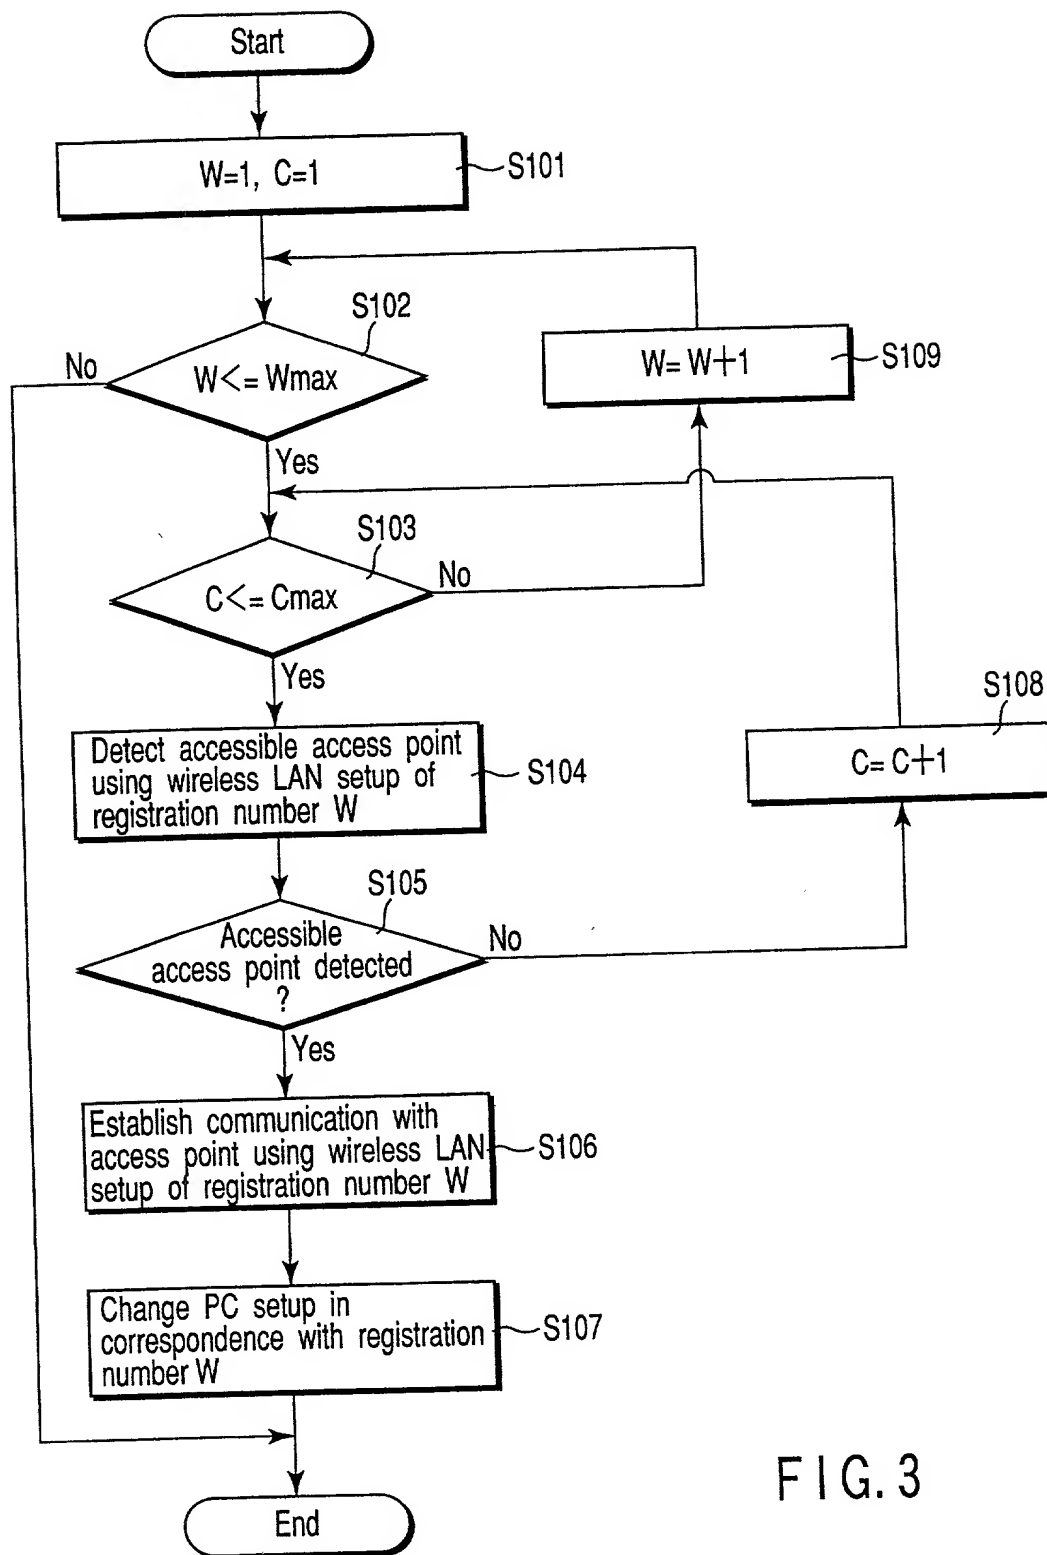 Start
W=1, C=1
S101
S102
No
W<= Wmax
W= W+1
S109
Yes
S103
C<= Cmax
No
Yes
S108
Detect accessible access point
using wireless LAN setup of
registration number W
S104
C= C+1
S105
Accessible
access point detected
?
No
Yes
Establish communication with
access point using wireless LAN
setup of registration number W
S106
Change PC setup in
correspondence with registration
number W
S107
End
FIG. 3